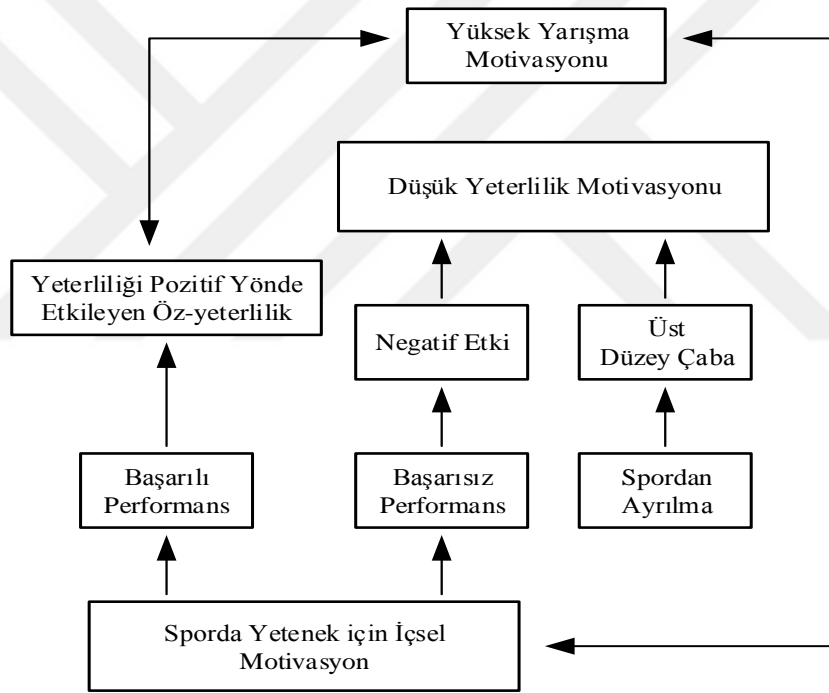 Yüksek Yarışma
Motivasyonu
Düşük Yeterlilik Motivasyonu
Yeterliliği Pozitif Yönde
Etkileyen Öz-yeterlilik
Negatif Etki
Üst
Düzey Çaba
Başarılı
Performans
Başarısız
Performans
Spordan
Ayrılma
Sporda Yetenek için İçsel
Motivasyon